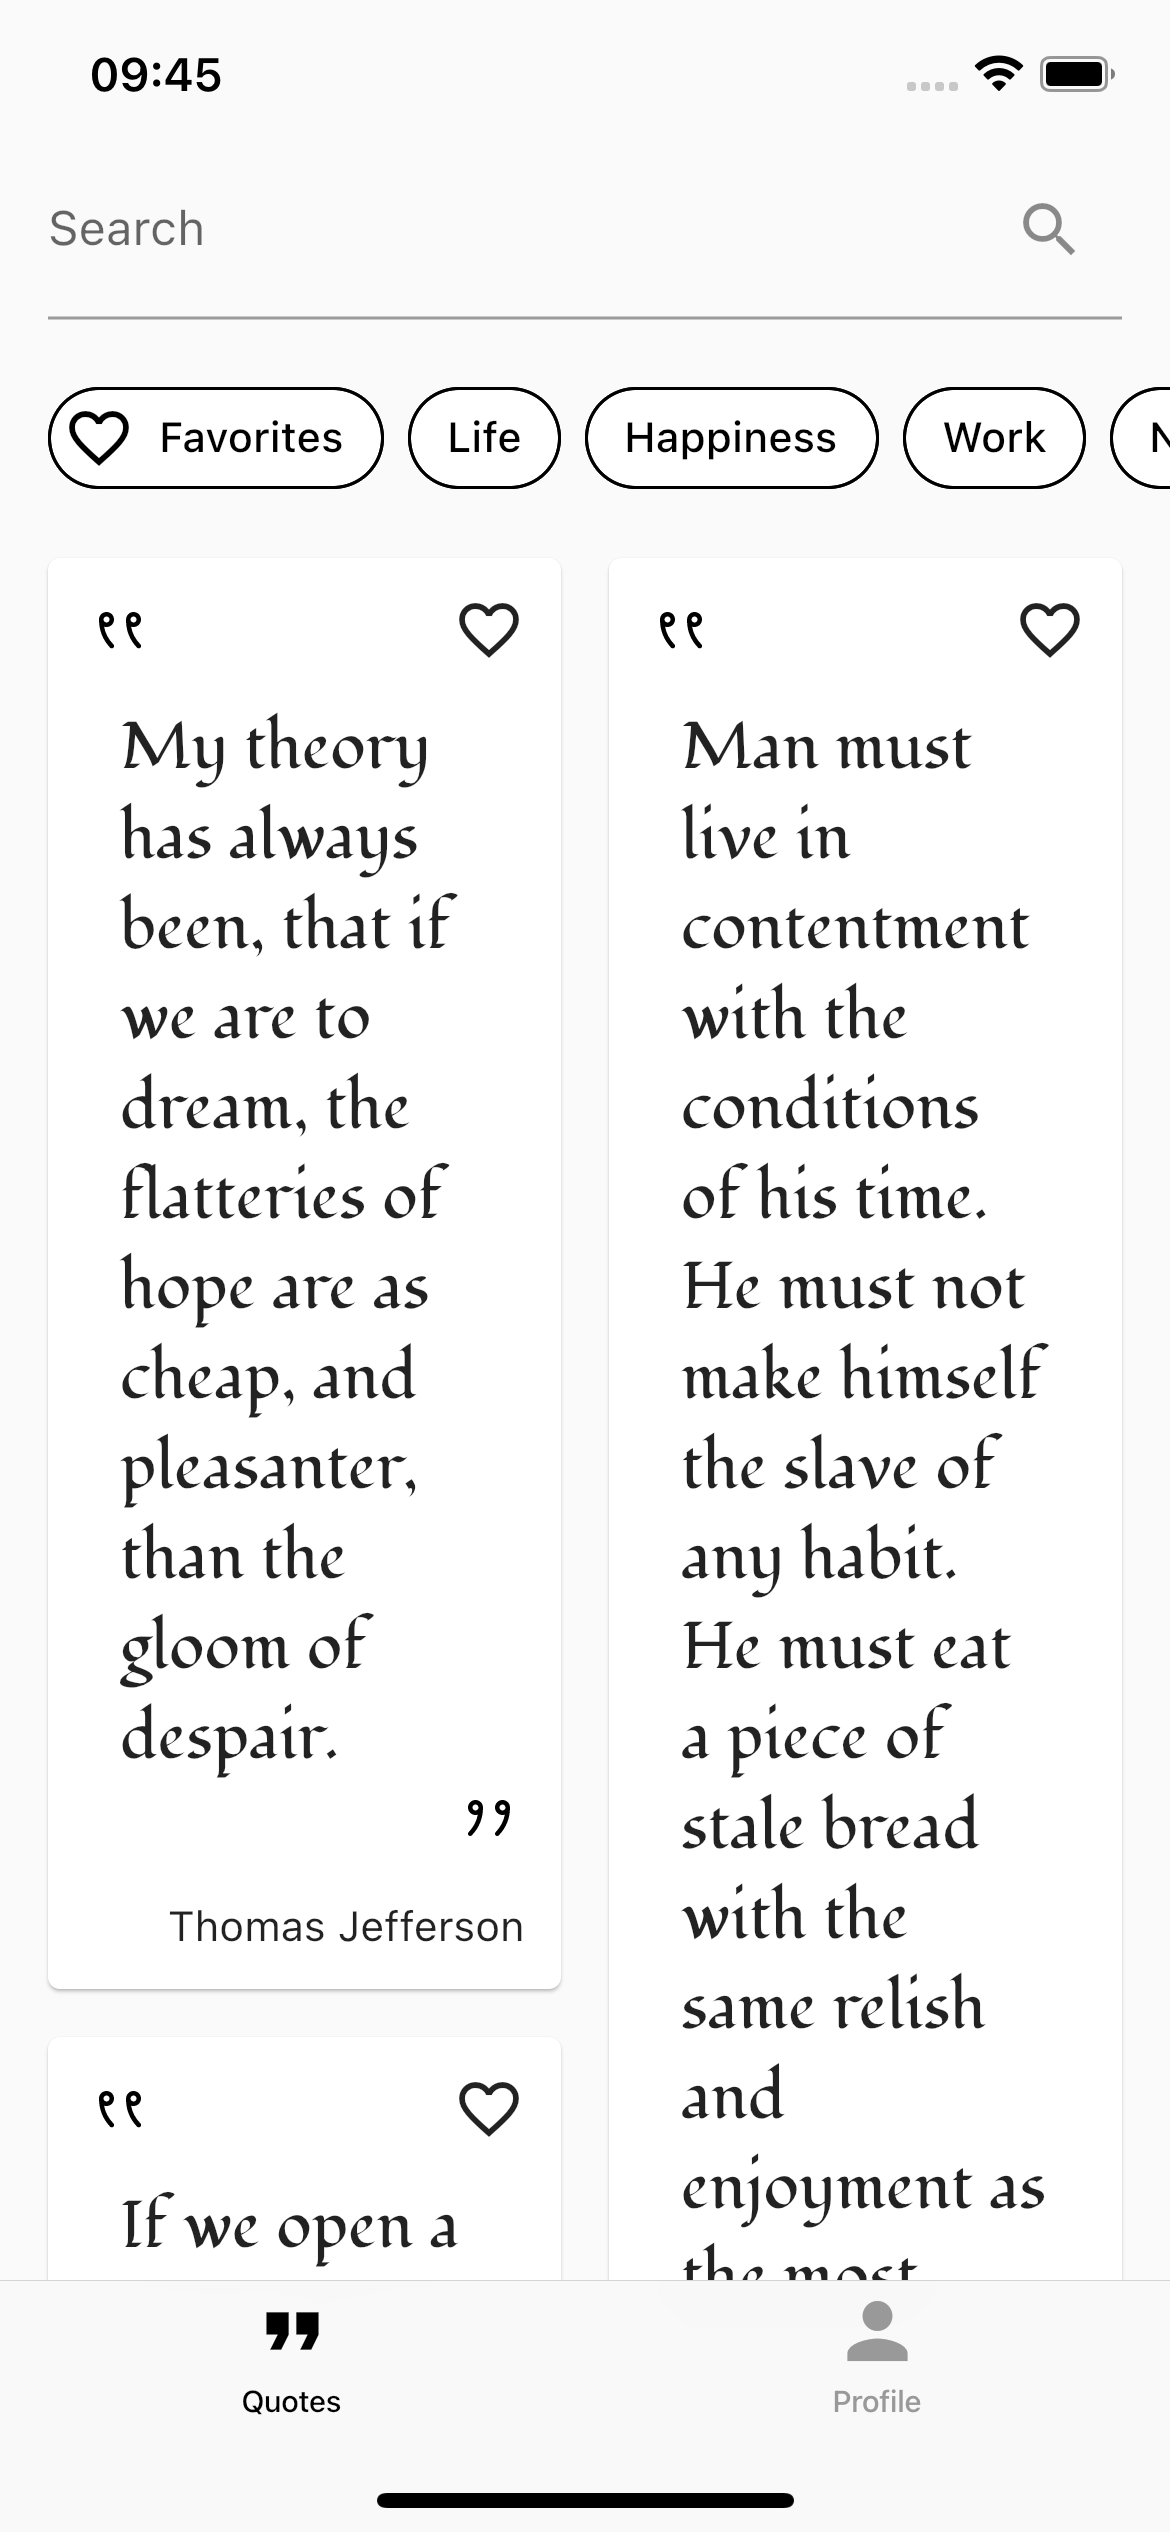 09:45
Search
Favorites
Life
Happiness
Work
N
“
My theory
has always
been, that if
we are to
dream, the
flatteries of
hope are as
cheap, and
pleasanter,
than the
gloom of
despair.
”
Thomas Jefferson
“
If we open a
“
Man must
live in
contentment
with the
conditions
of his time.
He must not
make himself
the slave of
any habit.
He must eat
a piece of
stale bread
with the
same relish
and
enjoyment as
the most
Quotes
Profile